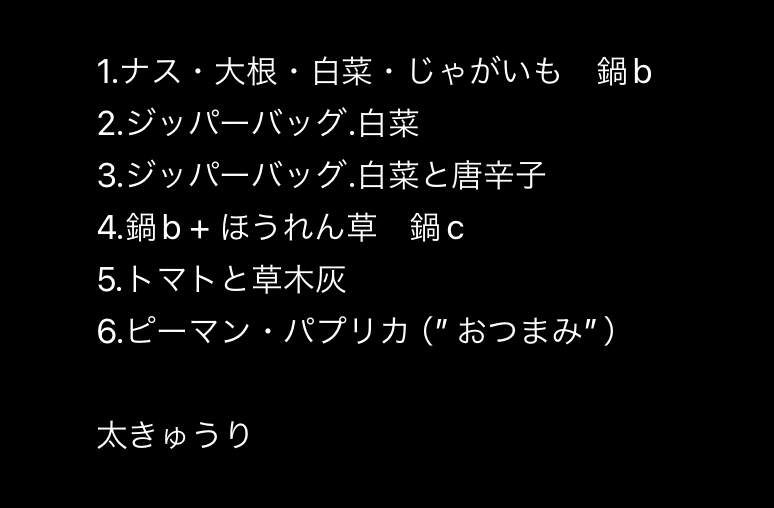 1.ナス・大根・白菜・じゃがいも　鍋b
2.ジッパーバッグ.白菜
3.ジッパーバッグ.白菜と唐辛子
4.鍋b + ほうれん草　鍋c
5.トマトと草木灰
6.ピーマン・パプリカ（” おつまみ” ）
太きゅうり